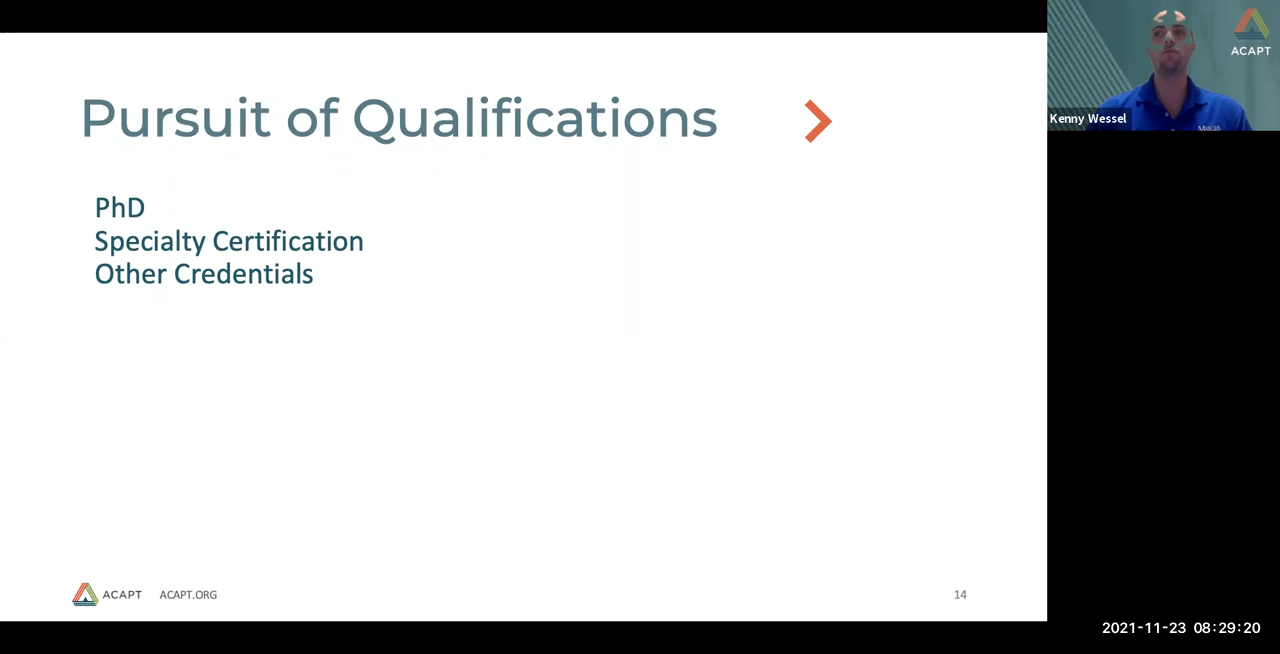 Pursuit of Qualifications
PhD
Specialty Certification
Other Credentials
ACAPT ACAPT.ORG
14
ACAPT
Kenny Wessel
2021-11-23 08:29:20